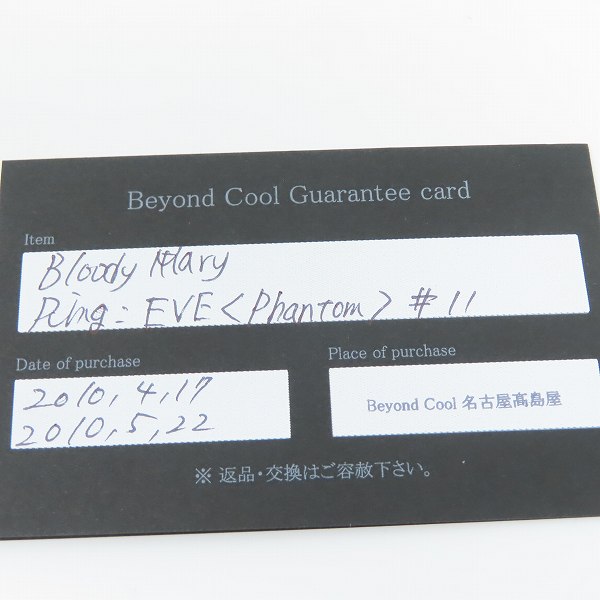 Beyond Cool Guarantee card
Item
Bloody Mary
Ring: EVE <Phantom> #11
Date of purchase
2010,4,17
2010,5,22
Place of purchase
Beyond Cool 名古屋髙島屋
※ 返品・交換はご容赦下さい。